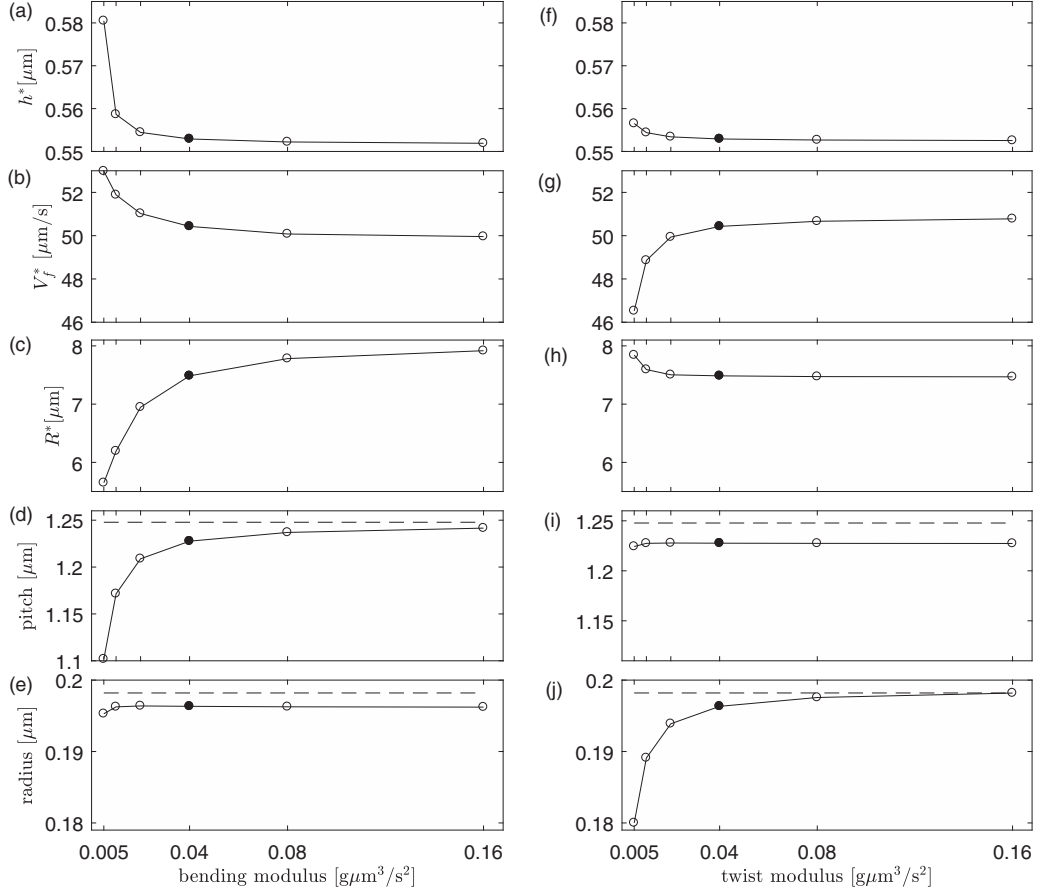 (a)
0.58
0.57
0.56
0.55
h* [μm]
(b)
52
50
48
46
V*f [μm/s]
(c)
8
7
6
R* [μm]
(d)
1.25
1.2
1.15
1.1
pitch [μm]
(e)
0.2
0.19
0.18
radius [μm]
0.005 0.04 0.08 0.16
bending modulus [gμm³/s²]
(f)
0.58
0.57
0.56
0.55
(g)
52
50
48
46
(h)
8
7
6
(i)
1.25
1.2
1.15
(j)
0.2
0.19
0.18
0.005 0.04 0.08 0.16
twist modulus [gμm³/s²]